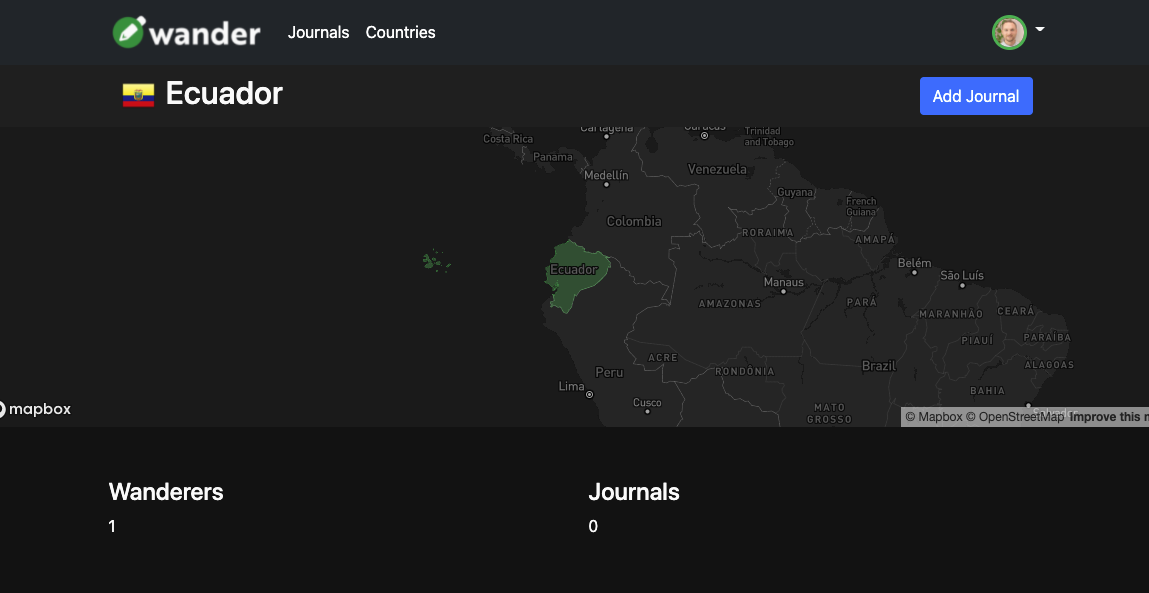 wander Journals Countries
Ecuador Add Journal
Cartagena Caracas Trinidad
Costa Rica and Tobago
Panama
Medellín Venezuela
Guyana
French
Guiana
Colombia
RORAIMA
AMAPÁ
Ecuador
Belém
São Luís
Manaus
AMAZONAS PARÁ
MARANHÃO CEARÁ
PIAUÍ PARAÍBA
ACRE
Brazil ALAGOAS
Peru RONDÔNIA
Lima
BAHIA
Cusco
MATO
GROSSO
mapbox
© Mapbox © OpenStreetMap Improve this
Wanderers Journals
1 0